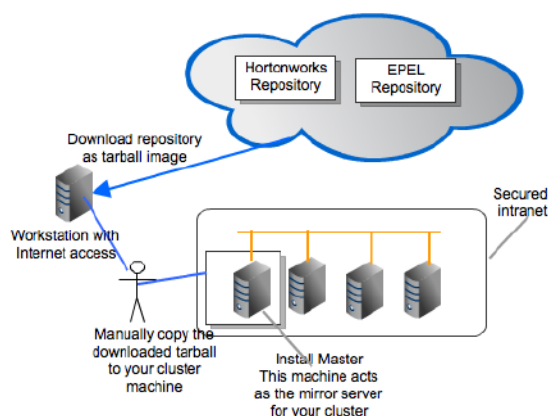 Hortonworks
Repository
EPEL
Repository
Download repository
as tarball image
Secured
intranet
Workstation with
Internet access
Manually copy the
downloaded tarball
to your cluster
machine
Install Master
This machine acts
as the mirror server
for your cluster